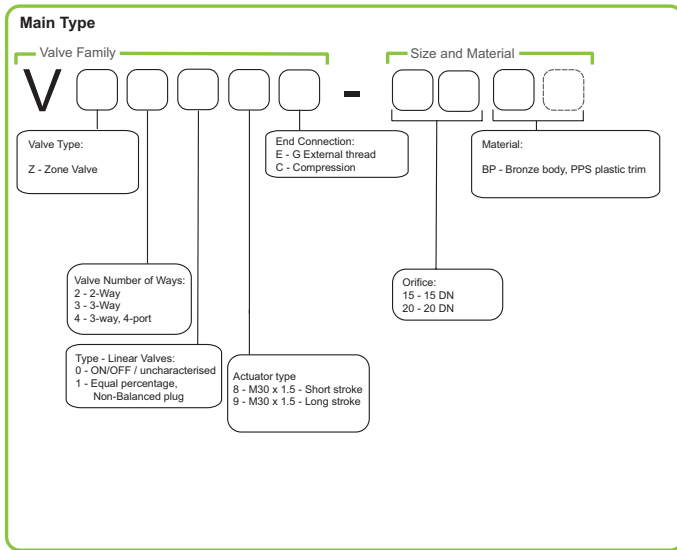 Main Type
Valve Family
Size and Material
V
-
Valve Type:
Z - Zone Valve
End Connection:
E - G External thread
C - Compression
Material:
BP - Bronze body, PPS plastic trim
Valve Number of Ways:
2 - 2-Way
3 - 3-Way
4 - 3-way, 4-port
Orifice:
15 - 15 DN
20 - 20 DN
Type - Linear Valves:
0 - ON/OFF / uncharacterised
1 - Equal percentage,
Non-Balanced plug
Actuator type
8 - M30 x 1.5 - Short stroke
9 - M30 x 1.5 - Long stroke